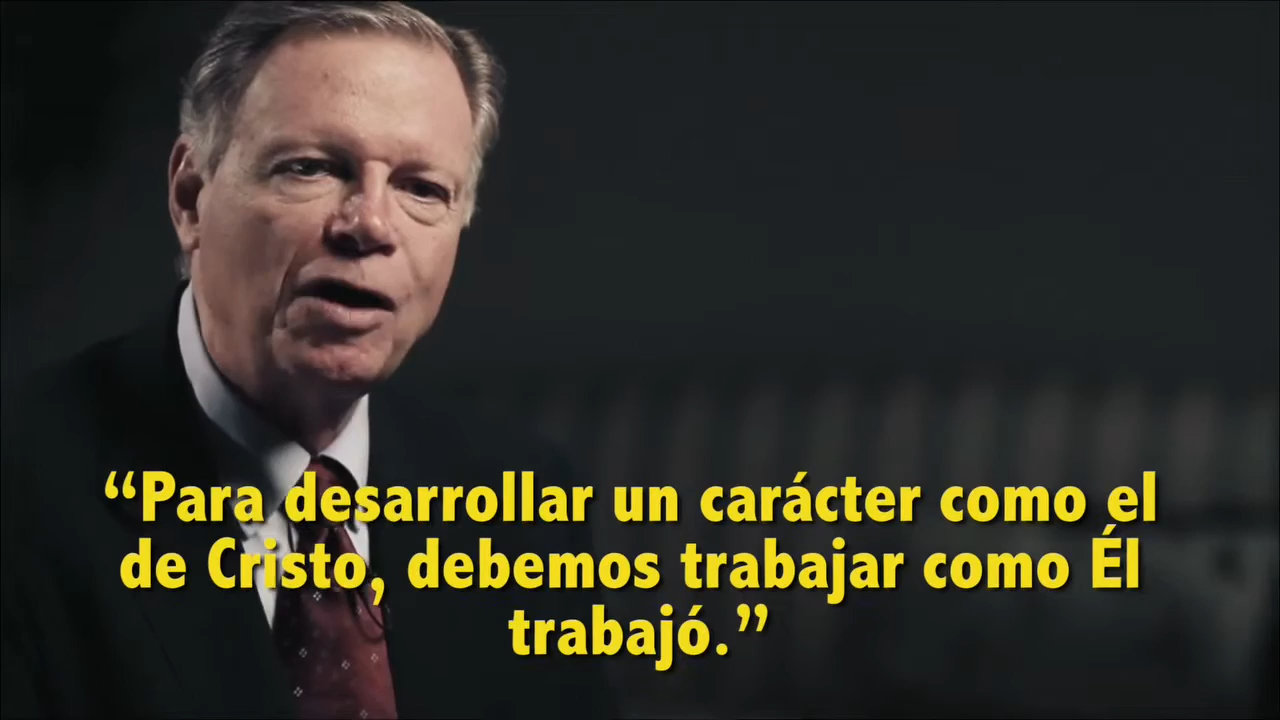 “Para desarrollar un carácter como el
de Cristo, debemos trabajar como Él
trabajó.”